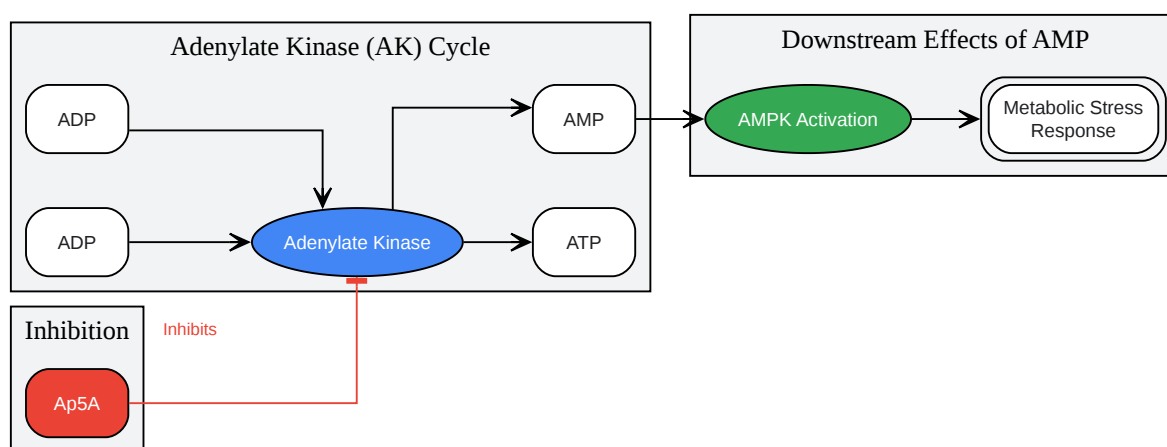 Adenylate Kinase (AK) Cycle
ADP
ADP
Adenylate Kinase
AMP
ATP
Downstream Effects of AMP
AMPK Activation
Metabolic Stress
Response
Inhibition
Inhibits
Ap5A